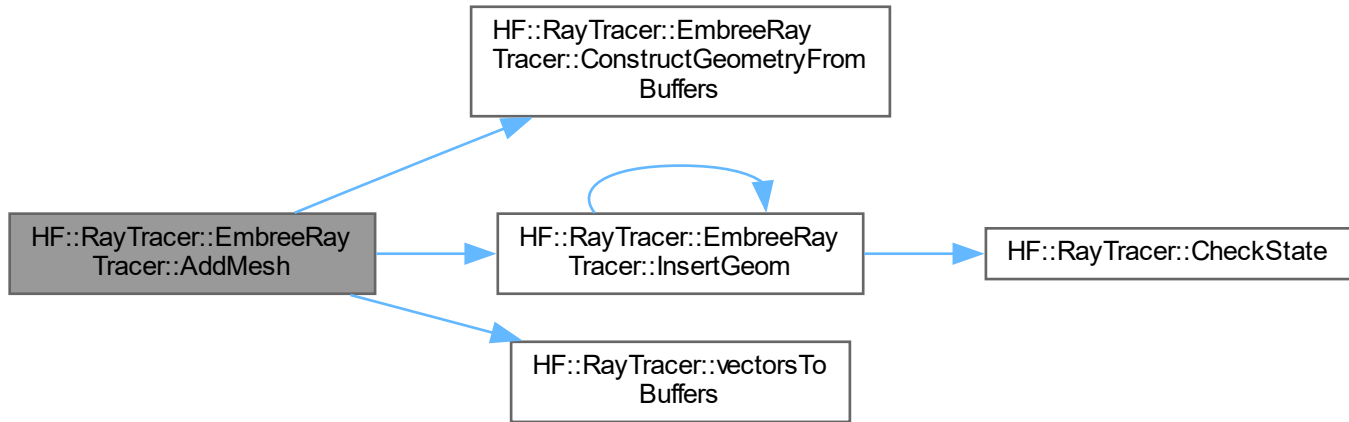 HF::RayTracer::EmbreeRay
Tracer::ConstructGeometryFrom
Buffers
HF::RayTracer::EmbreeRay
Tracer::AddMesh
HF::RayTracer::EmbreeRay
Tracer::InsertGeom
HF::RayTracer::CheckState
HF::RayTracer::vectorsTo
Buffers